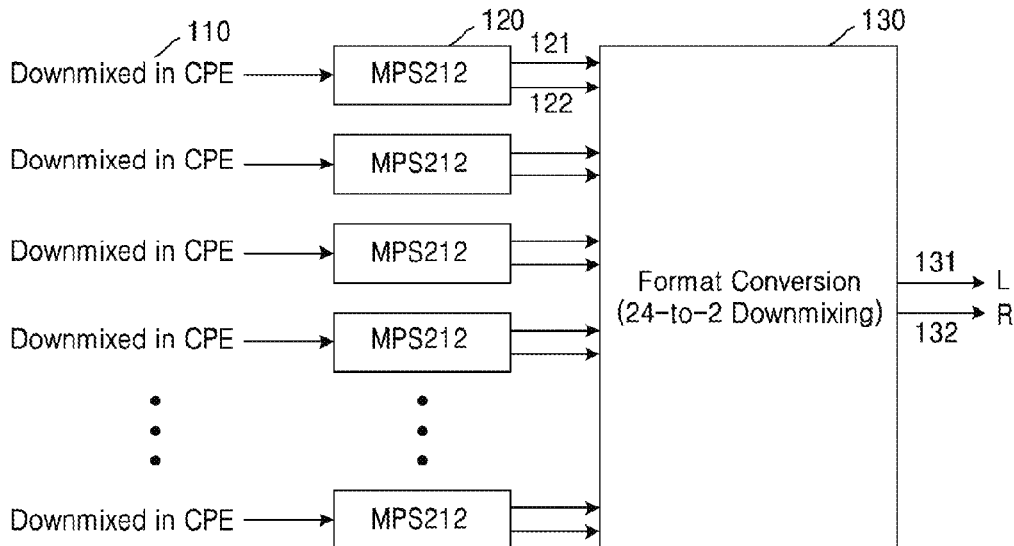 110 120 130
Downmixed in CPE MPS212 121
122
Downmixed in CPE MPS212
Downmixed in CPE MPS212
Format Conversion
(24-to-2 Downmixing)
131 L
132 R
Downmixed in CPE MPS212
Downmixed in CPE MPS212